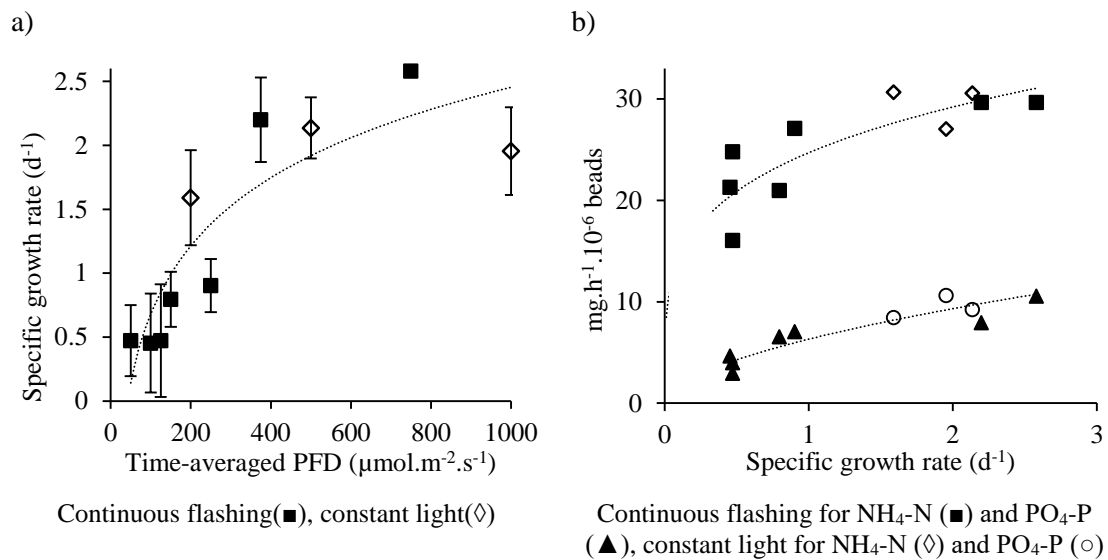 a)
2.5
2
1.5
1
0.5
0
Specific growth rate (d⁻¹)
0 200 400 600 800 1000
Time-averaged PFD (µmol.m⁻².s⁻¹)
Continuous flashing(■), constant light(◊)
b)
30
20
10
0
mg.h⁻¹.10⁻⁶ beads
0 1 2 3
Specific growth rate (d⁻¹)
Continuous flashing for NH₄-N (■) and PO₄-P
(▲), constant light for NH₄-N (◊) and PO₄-P (○)